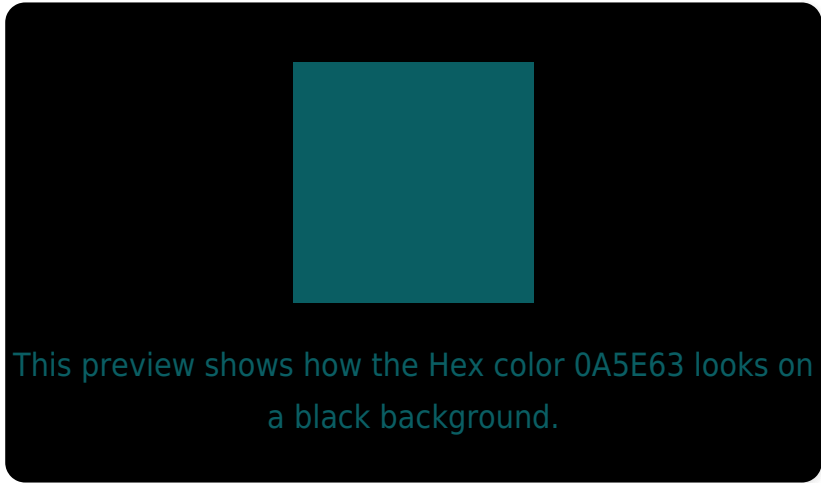 This preview shows how the Hex color 0A5E63 looks on
a black background.